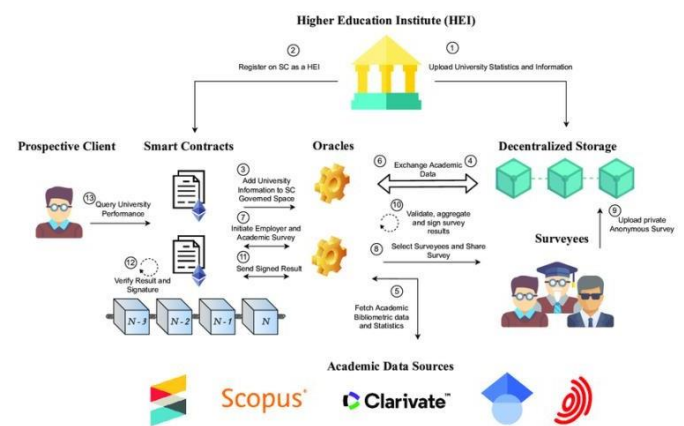 Higher Education Institute (HEI)
②
Register on SC as a HEI
①
Upload University Statistics and Information
Prospective Client
Smart Contracts
Oracles
Decentralized Storage
③
Add University
Information to SC
Governed Space
⑥
Exchange Academic
Data
④
⑬
Query University
Performance
⑦
Initiate Employer and
Academic Survey
⑩
Validate, aggregate
and sign survey
results
⑨
Upload private
Anonymous Survey
Surveyees
⑧
Select Surveyees and Share
Survey
⑪
Send Signed Result
⑫
Verify Result and
Signature
⑤
Fetch Academic
Bibliometric data
and Statistics
N - 3
N - 2
N - 1
N
Academic Data Sources
Scopus®
Clarivate™